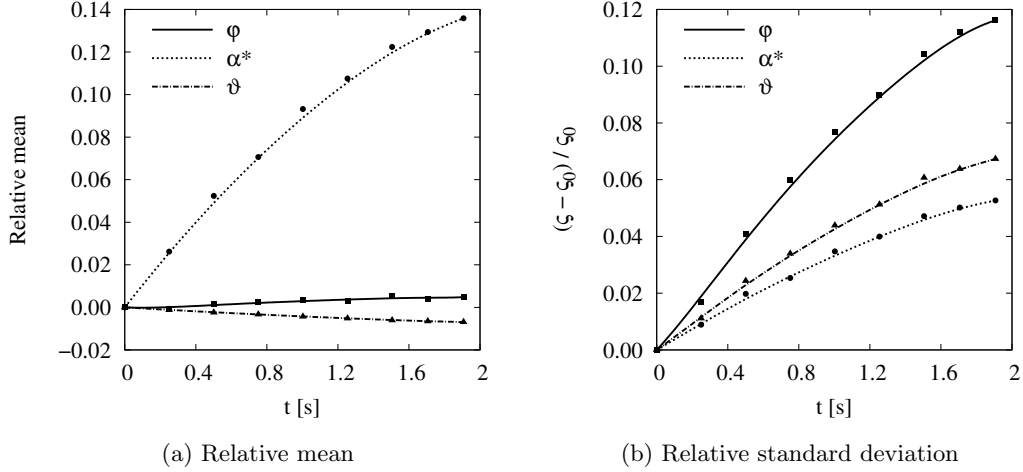 0.14
0.12
0.10
0.08
0.06
0.04
0.02
0.00
−0.02
Relative mean
φ
α*
ϑ
0 0.4 0.8 1.2 1.6 2
t [s]
(a) Relative mean
0.12
0.10
0.08
0.06
0.04
0.02
0.00
(ς − ς0) / ς0
φ
α*
ϑ
0 0.4 0.8 1.2 1.6 2
t [s]
(b) Relative standard deviation